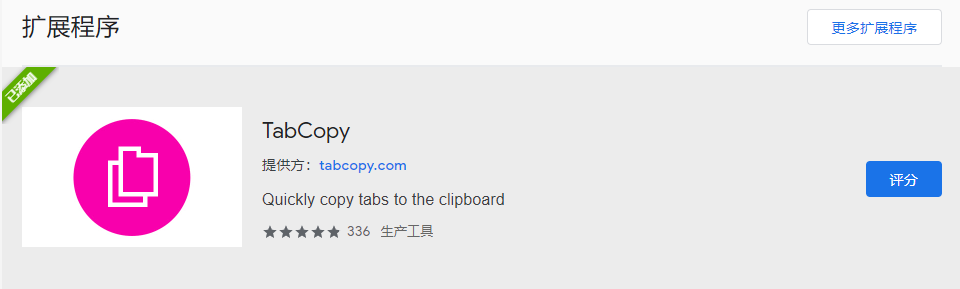 扩展程序
更多扩展程序
已添加
TabCopy
提供方：tabcopy.com
评分
Quickly copy tabs to the clipboard
336 生产工具